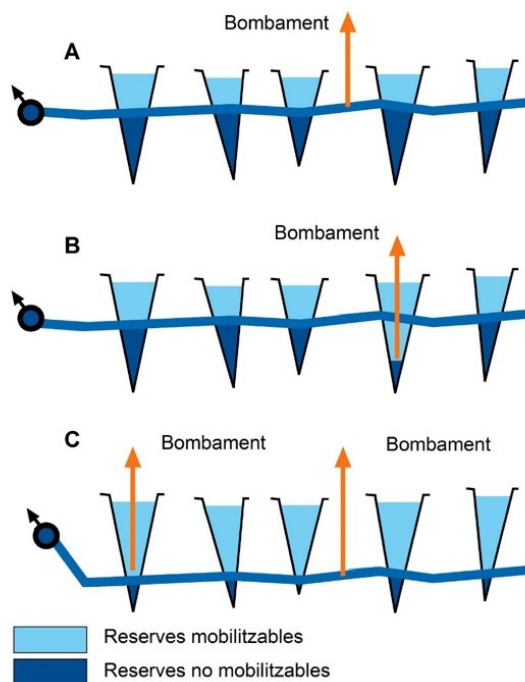 Bombament
A
Bombament
B
C
Bombament Bombament
Reserves mobilitzables
Reserves no mobilitzables